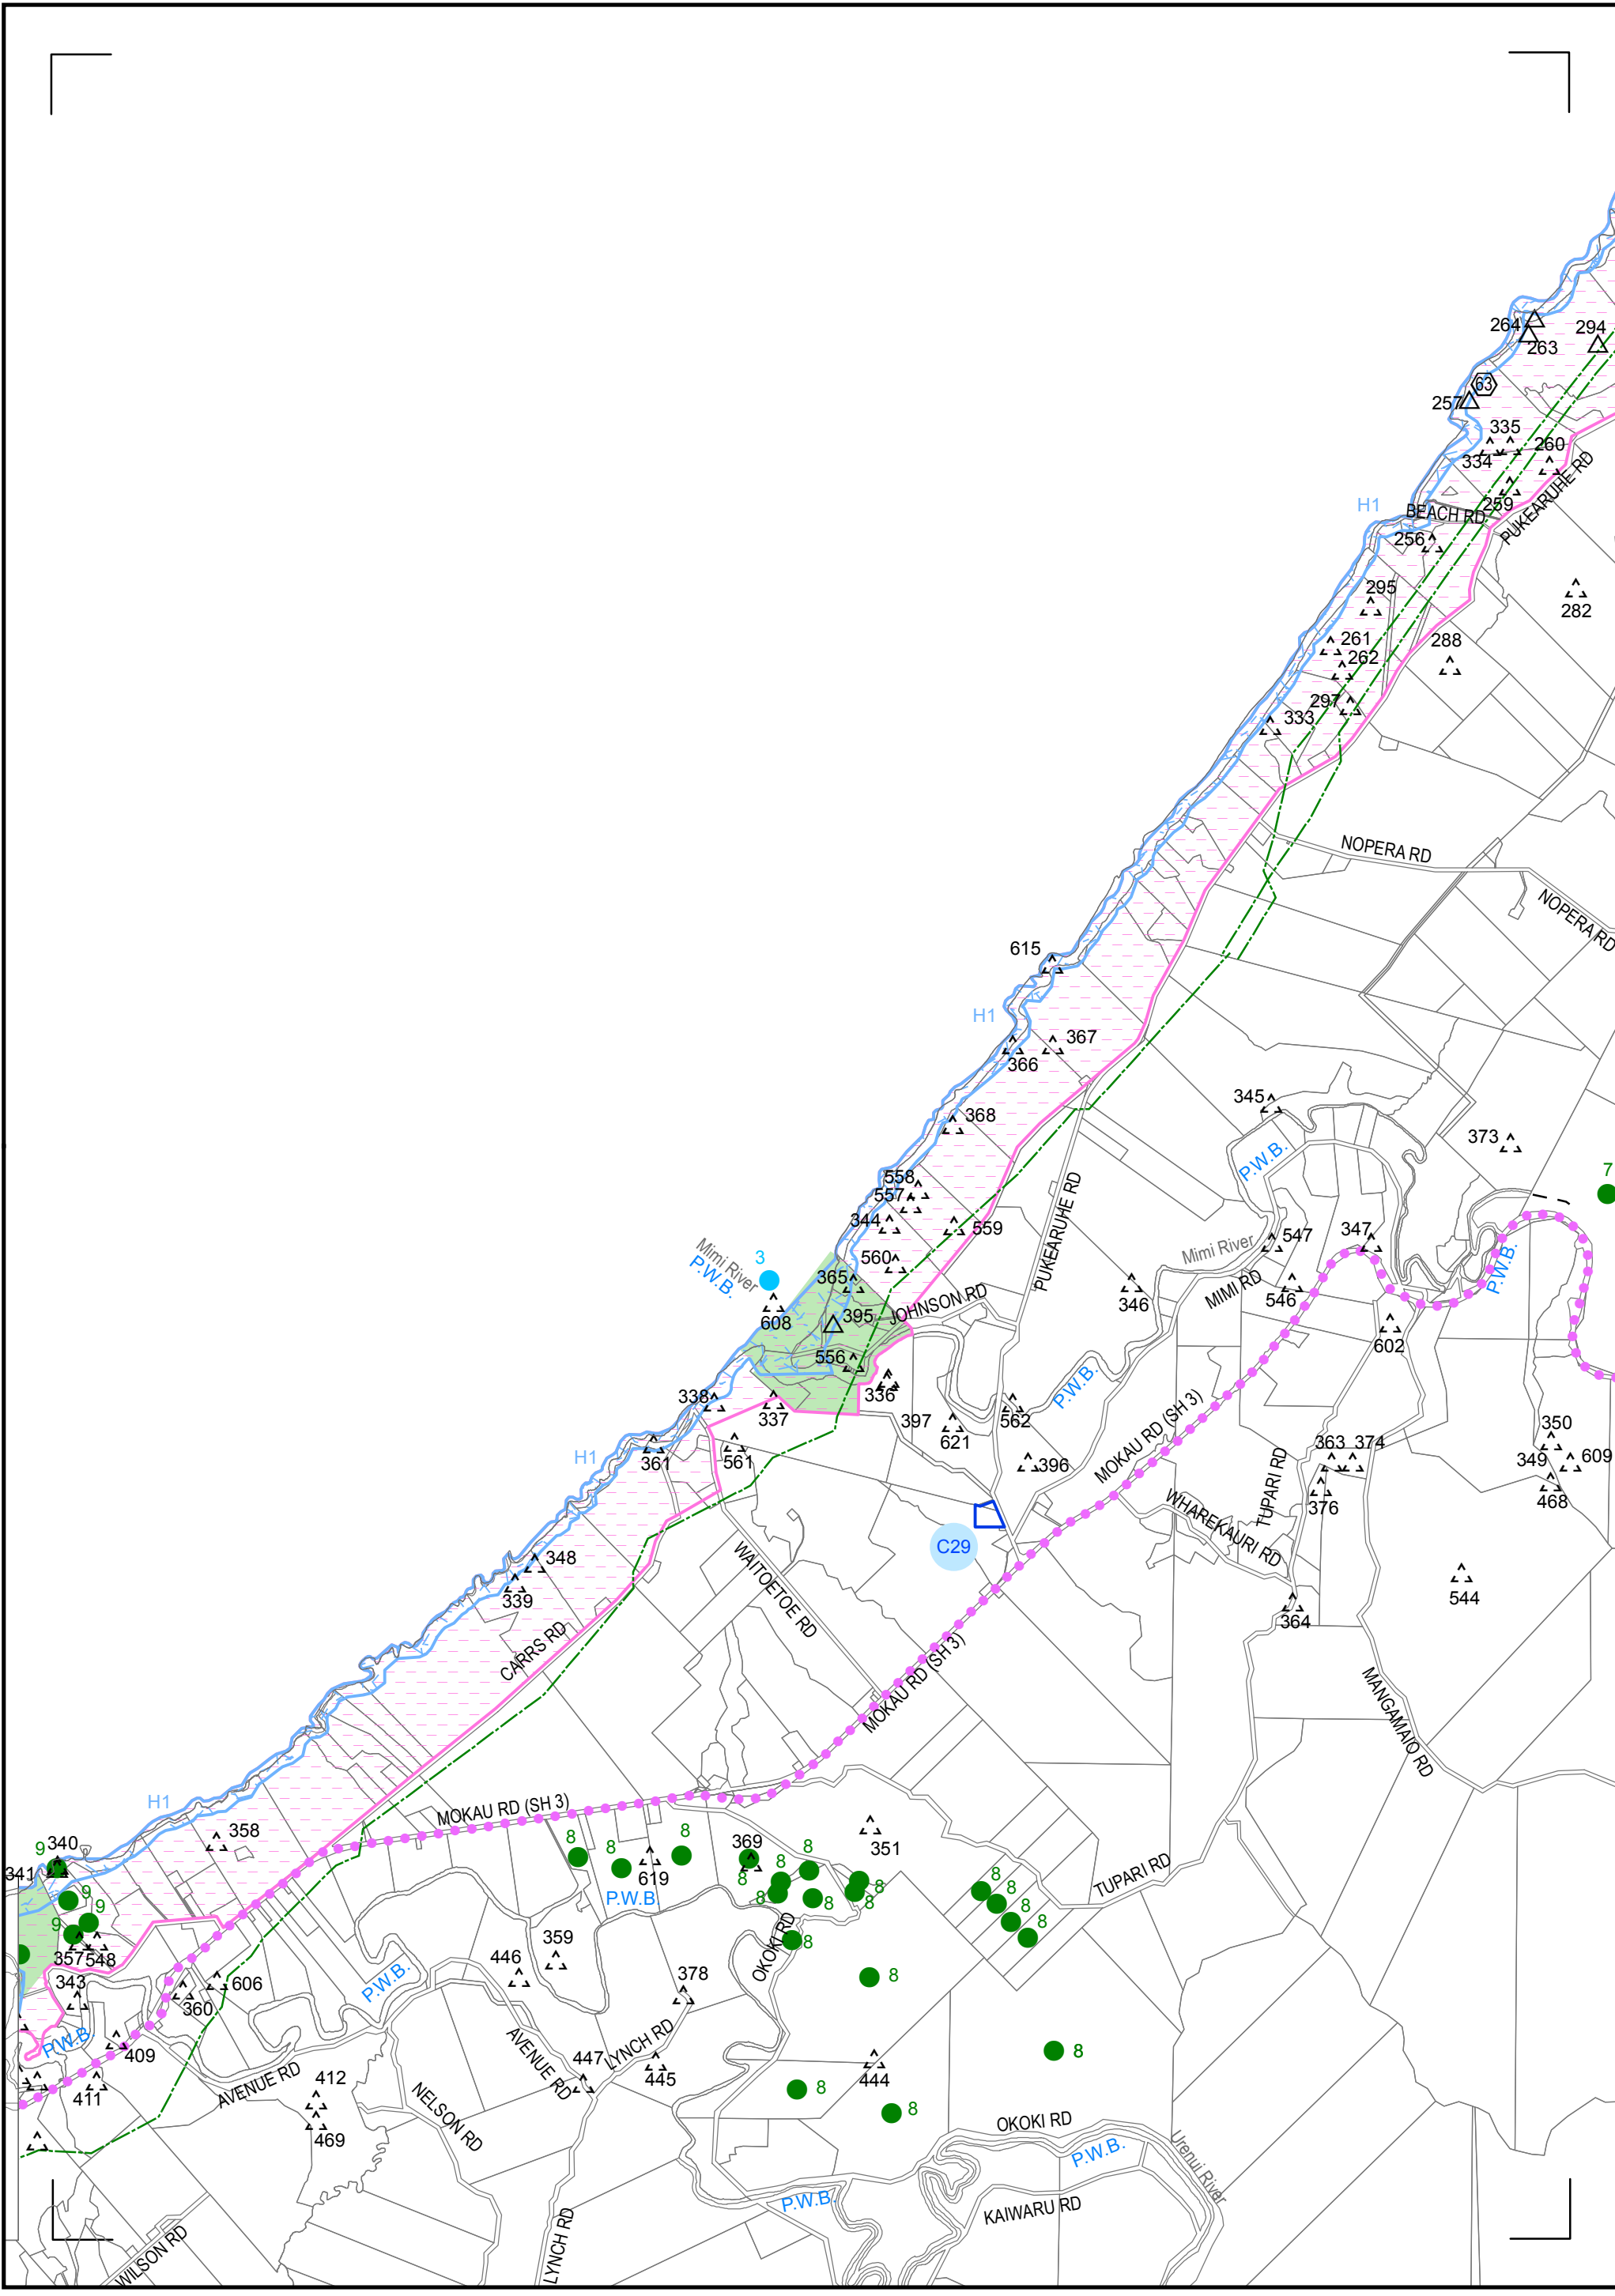 264
294
263
63
257
335
260
334
259
PUKEARUHE RD
H1
BEACH RD
256
295
282
261
288
262
297
333
NOPERA RD
NOPERA RD
615
H1
367
366
345
368
373
P.W.B.
7
558
557
PUKEARUHE RD
344
559
347
547
Mimi River
Mimi River
P.W.B.
3
560
P.W.B.
365
MIMI RD
346
546
JOHNSON RD
608
395
602
556
P.W.B.
336
338
337
397
562
350
621
MOKAU RD (SH 3)
363
374
H1
361
561
396
349
609
TUPARI RD
376
468
WHAREKAURI RD
C29
348
WAITOETOE RD
339
544
364
CARRS RD
MOKAU RD (SH 3)
MANGAMAIO RD
H1
MOKAU RD (SH 3)
358
351
9
340
8
8
8
369
8
341
619
8
8
8
8
TUPARI RD
9
P.W.B
8
8
8
8
9
8
8
9
357
548
359
OKOKI RD
8
446
P.W.B.
378
8
343
606
360
P.W.B.
409
AVENUE RD
LYNCH RD
8
447
445
444
411
AVENUE RD
412
8
NELSON RD
8
469
OKOKI RD
P.W.B.
Urenui River
P.W.B.
KAIWARU RD
WILSON RD
LYNCH RD